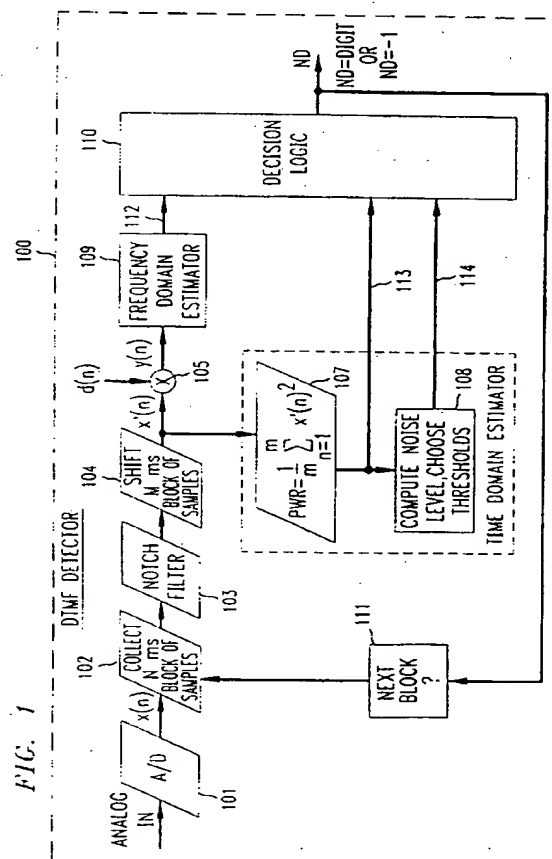 FIG. 1
DTMF DETECTOR
100
ANALOG
IN
A/D
101
x(n)
102
COLLECT
N ms
BLOCK OF
SAMPLES
NOTCH
FILTER
103
104
SHIFT
M ms
BLOCK OF
SAMPLES
x'(n)
d(n)
X
105
y(n)
109
FREQUENCY
DOMAIN
ESTIMATOR
112
110
DECISION
LOGIC
ND
ND=DIGIT
OR
ND=-1
PWR=1/m m∑n=1 x'(n)2
107
113
COMPUTE NOISE
LEVEL,CHOOSE
THRESHOLDS
108
114
TIME DOMAIN ESTIMATOR
111
NEXT
BLOCK
?